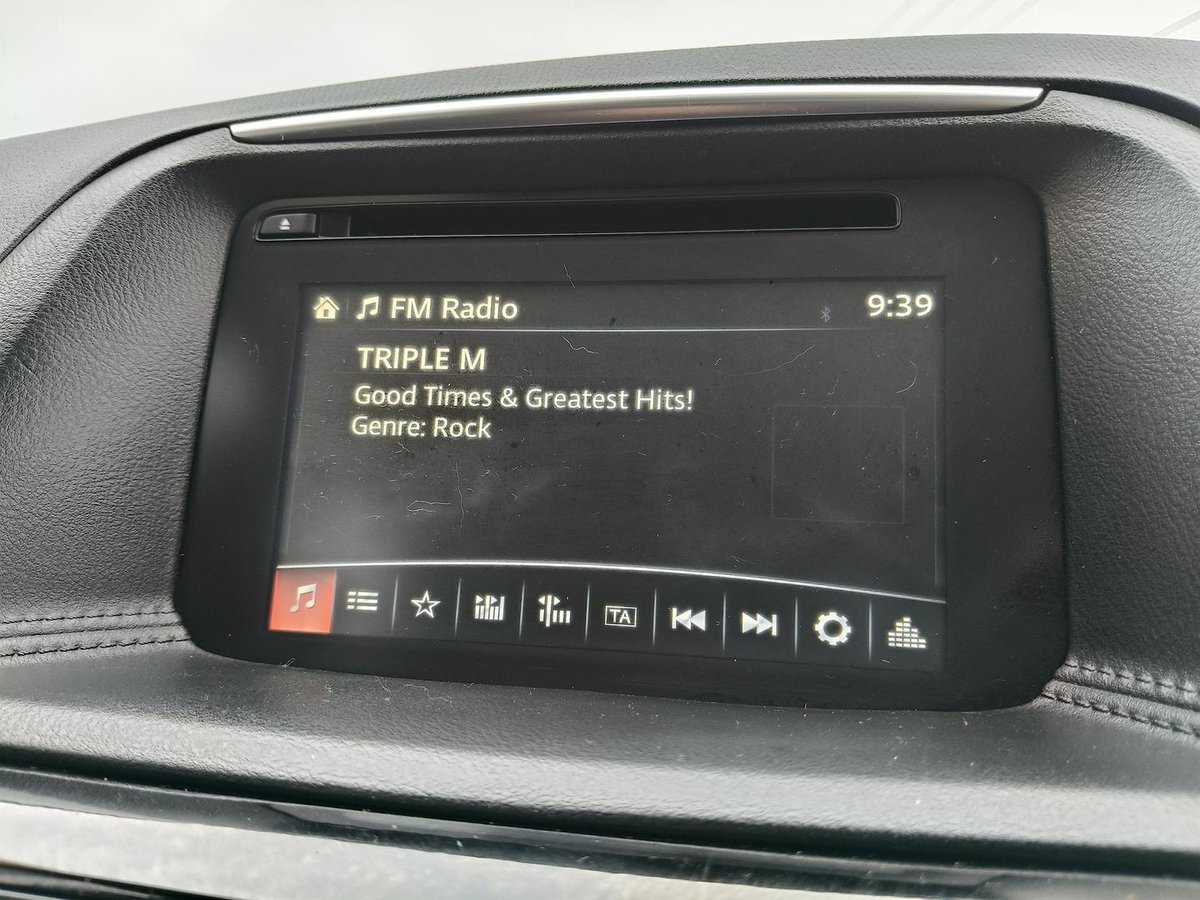 FM Radio
9:39
TRIPLE M
Good Times & Greatest Hits!
Genre: Rock
TA